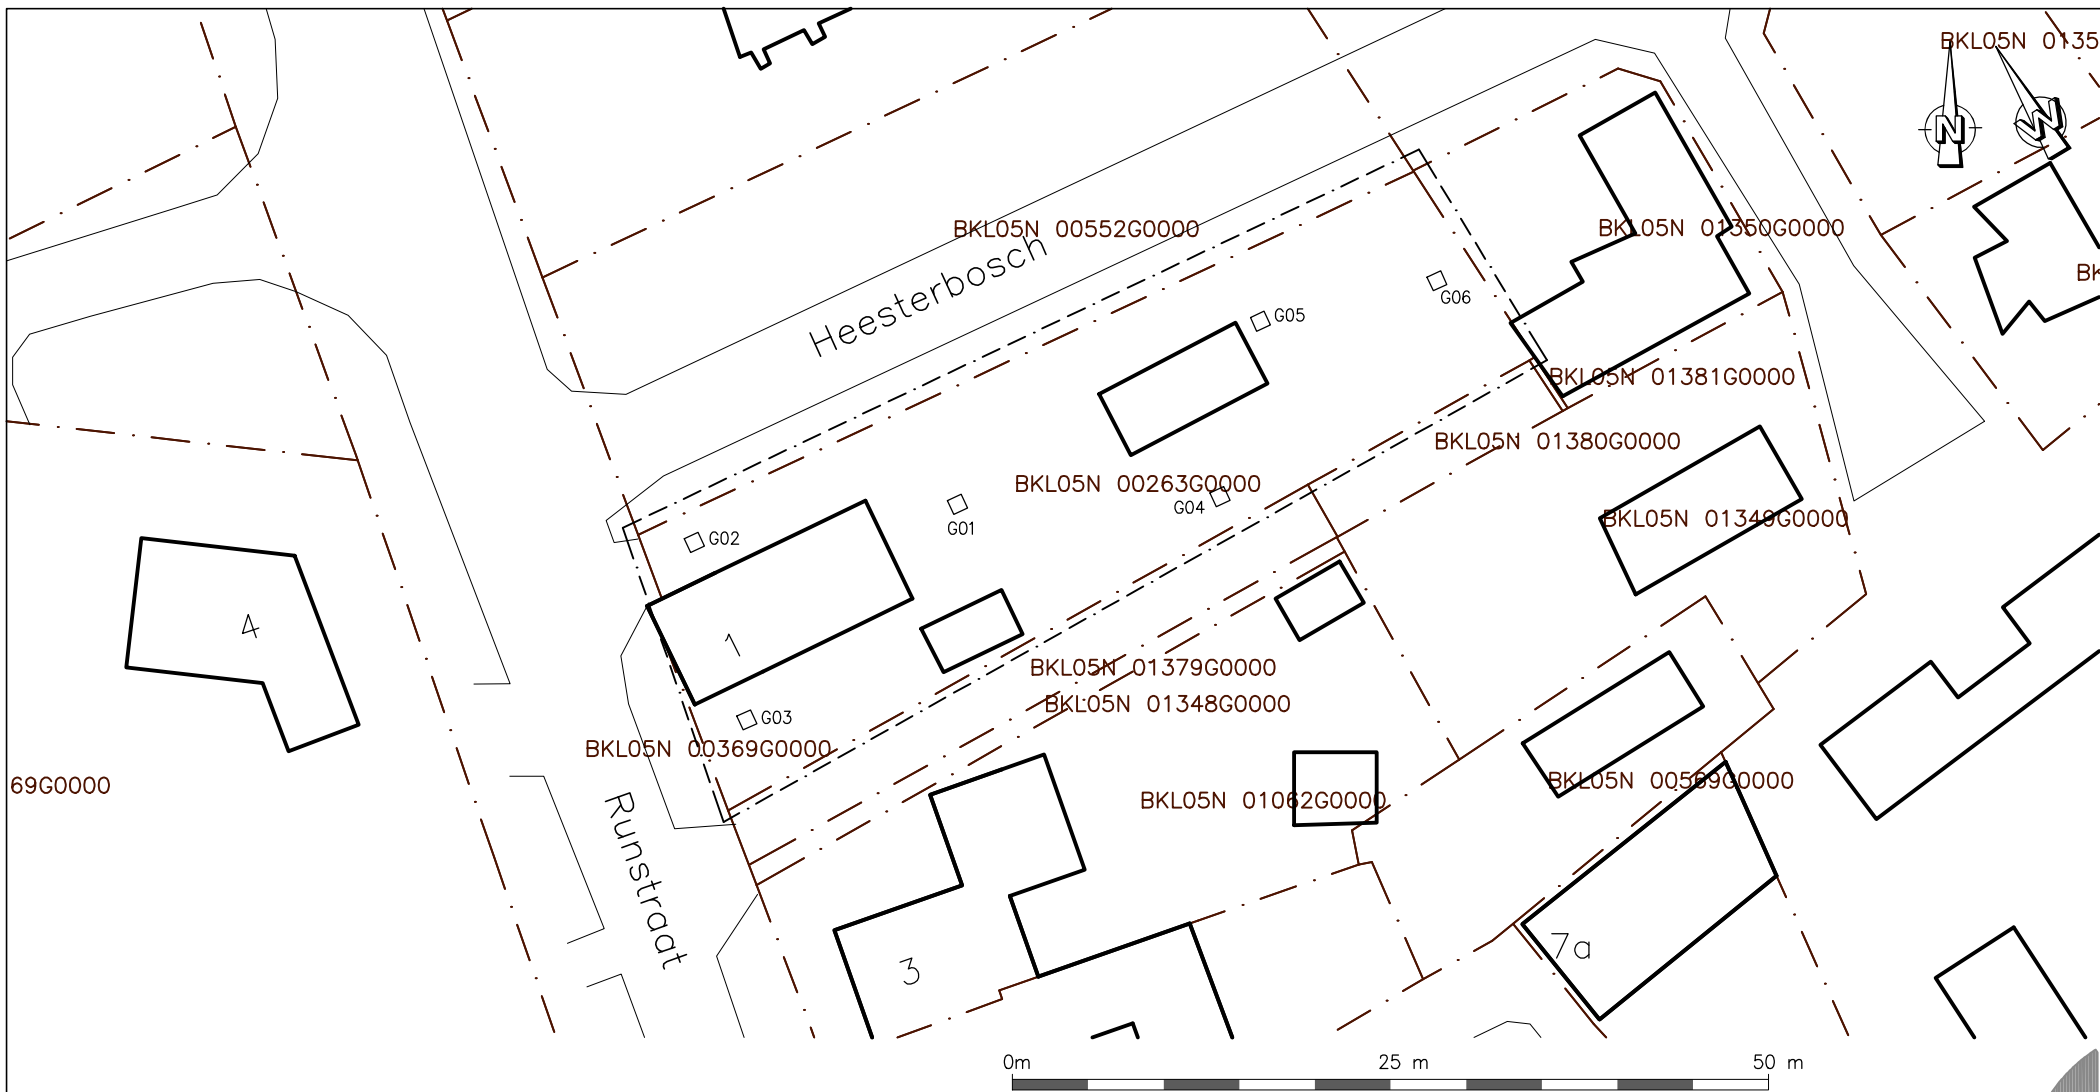 BKL05N 0135
N
W
BKL05N 00552G0000
BKL05N 01350G0000
Heesterbosch
BK
G06
G05
BKL05N 01381G0000
BKL05N 01380G0000
BKL05N 00263G0000
G04
G01
BKL05N 01349G0000
G02
4
1
BKL05N 01379G0000
BKL05N 01348G0000
G03
BKL05N 00369G0000
69G0000
BKL05N 00569G0000
BKL05N 01062G0000
Runstraat
7a
3
0m 25 m 50 m